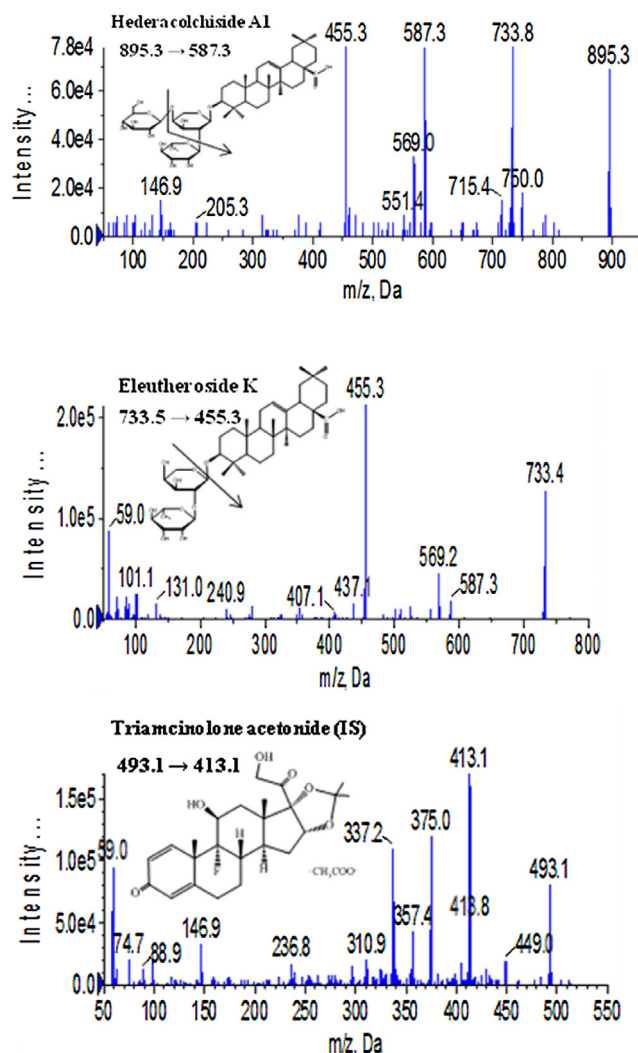 Hederacolchiside A1
895.3 → 587.3
7.8e4
6.0e4
4.0e4
2.0e4
0.0
Intensity ...
455.3
587.3
733.8
895.3
569.0
146.9
205.3
551.4
715.4
750.0
100 200 300 400 500 600 700 800 900
m/z, Da
Eleutheroside K
733.5 → 455.3
2.0e5
1.0e5
0.0
Intensity ...
455.3
733.4
59.0
101.1
131.0
240.9
407.1
437.1
569.2
587.3
100 200 300 400 500 600 700 800
m/z, Da
Triamcinolone acetonide (IS)
493.1 → 413.1
1.5e5
1.0e5
5.0e4
0.0e0
Intensity ...
OH
O
HO
O
O
H
F
H
O
·CH₃COO⁻
413.1
375.0
337.2
493.1
59.0
413.8
357.4
146.9
74.7
88.9
236.8
310.9
449.0
50 100 150 200 250 300 350 400 450 500 550
m/z, Da